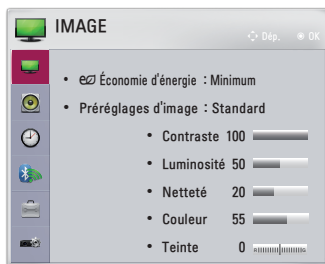 IMAGE
Dép. OK
• Économie d'énergie : Minimum
• Préréglages d'image : Standard
• Contraste 100
• Luminosité 50
• Netteté 20
• Couleur 55
• Teinte 0